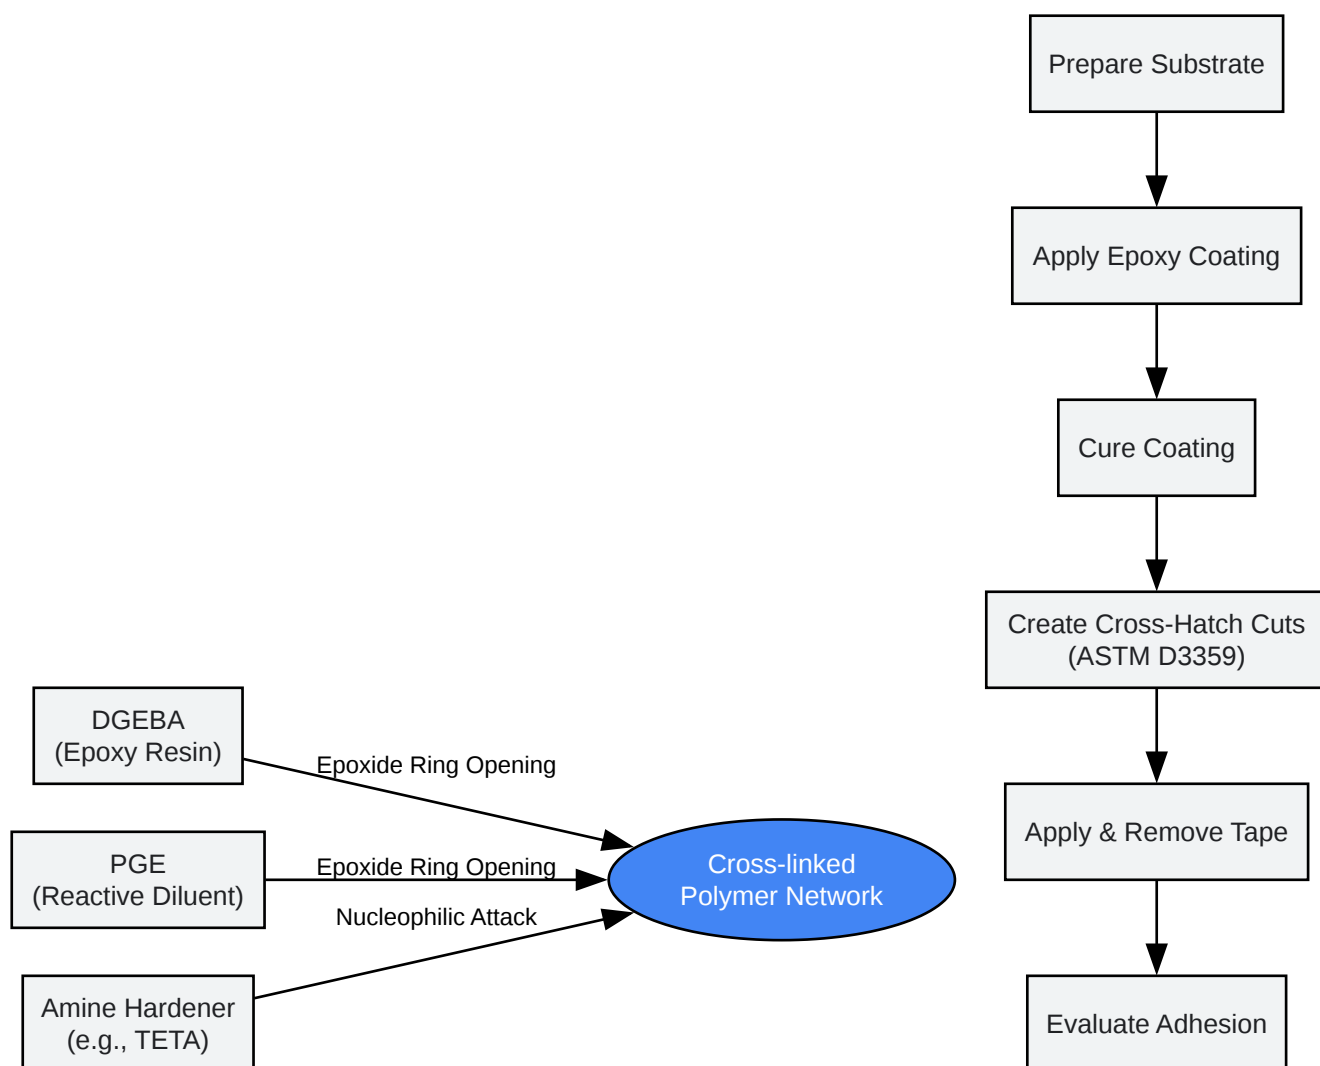 Prepare Substrate
Apply Epoxy Coating
Cure Coating
Create Cross-Hatch Cuts
(ASTM D3359)
Apply & Remove Tape
Evaluate Adhesion
DGEBA
(Epoxy Resin)
Epoxide Ring Opening
PGE
(Reactive Diluent)
Epoxide Ring Opening
Amine Hardener
(e.g., TETA)
Nucleophilic Attack
Cross-linked
Polymer Network